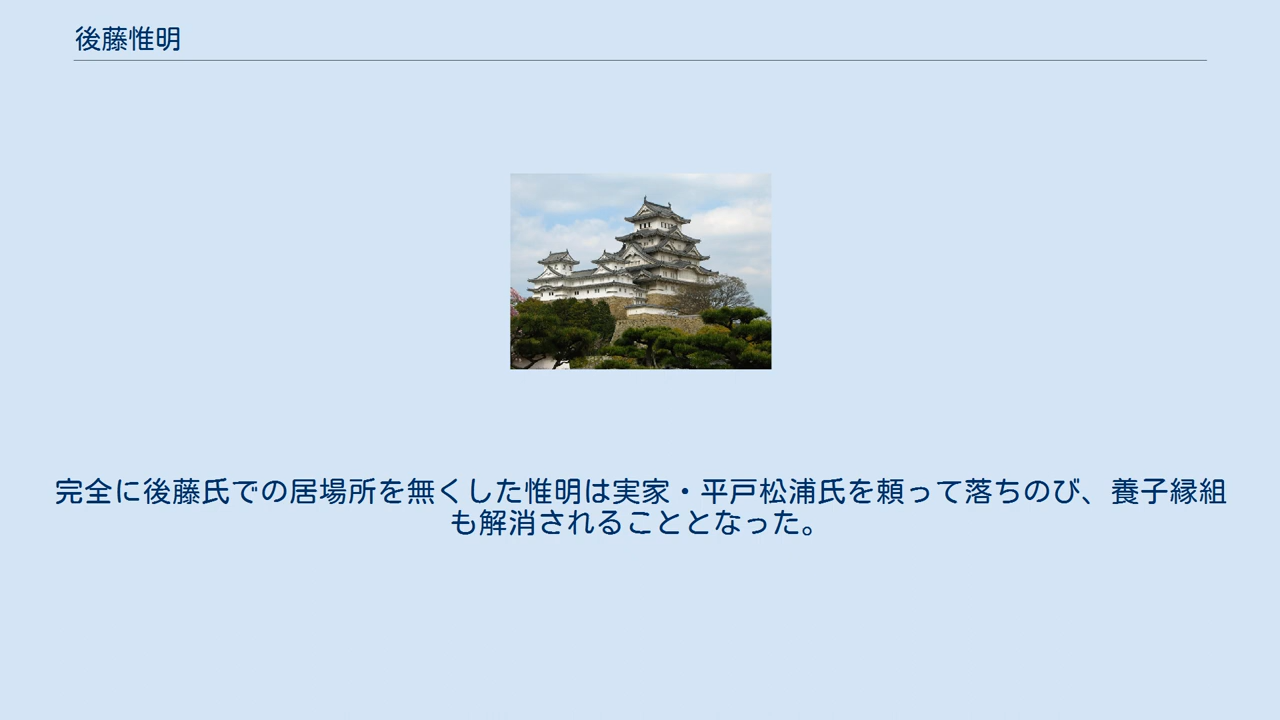 後藤惟明
完全に後藤氏での居場所を無くした惟明は実家・平戸松浦氏を頼って落ちのび、養子縁組
も解消されることとなった。